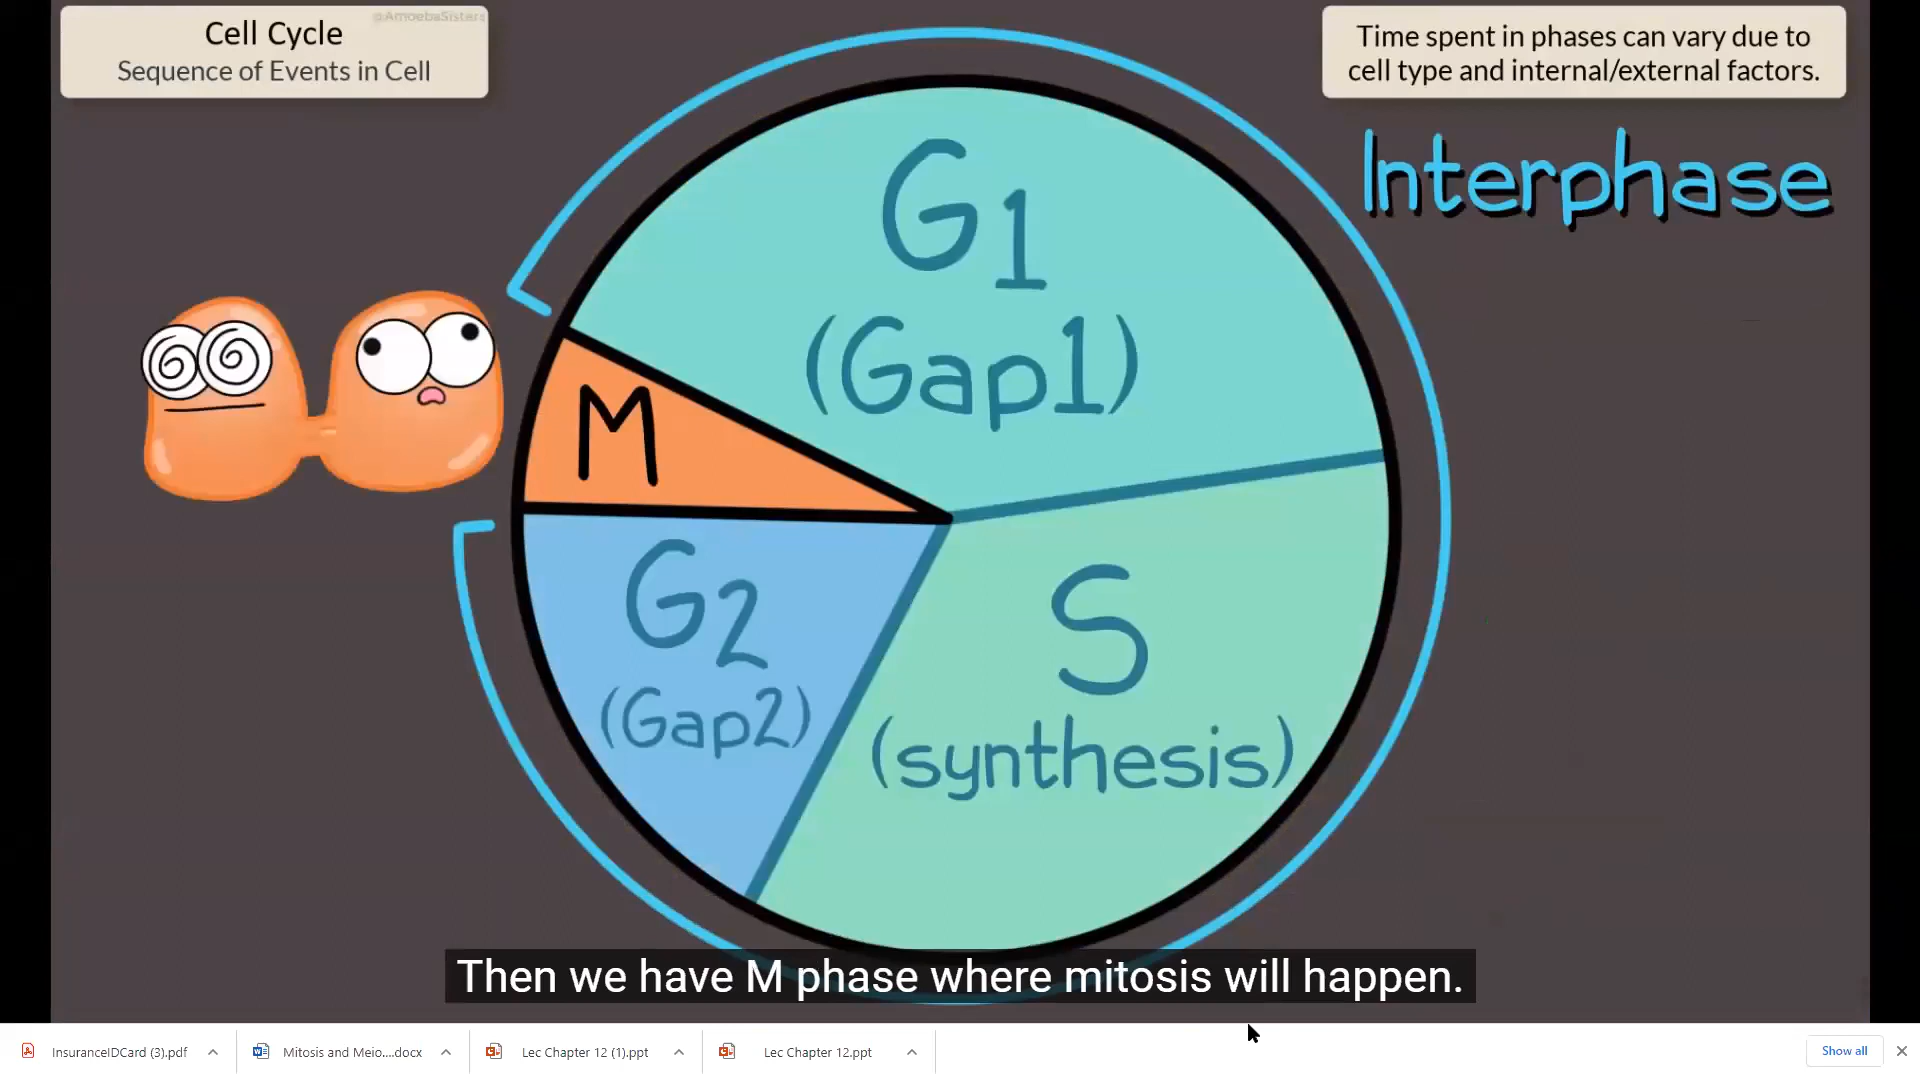 @AmoebaSisters
Cell Cycle
Sequence of Events in Cell
Time spent in phases can vary due to
cell type and internal/external factors.
Interphase
G1
(Gap1)
M
G2
(Gap2)
S
(synthesis)
Then we have M phase where mitosis will happen.
InsuranceIDCard (3).pdf
Mitosis and Meio....docx
Lec Chapter 12 (1).ppt
Lec Chapter 12.ppt
Show all